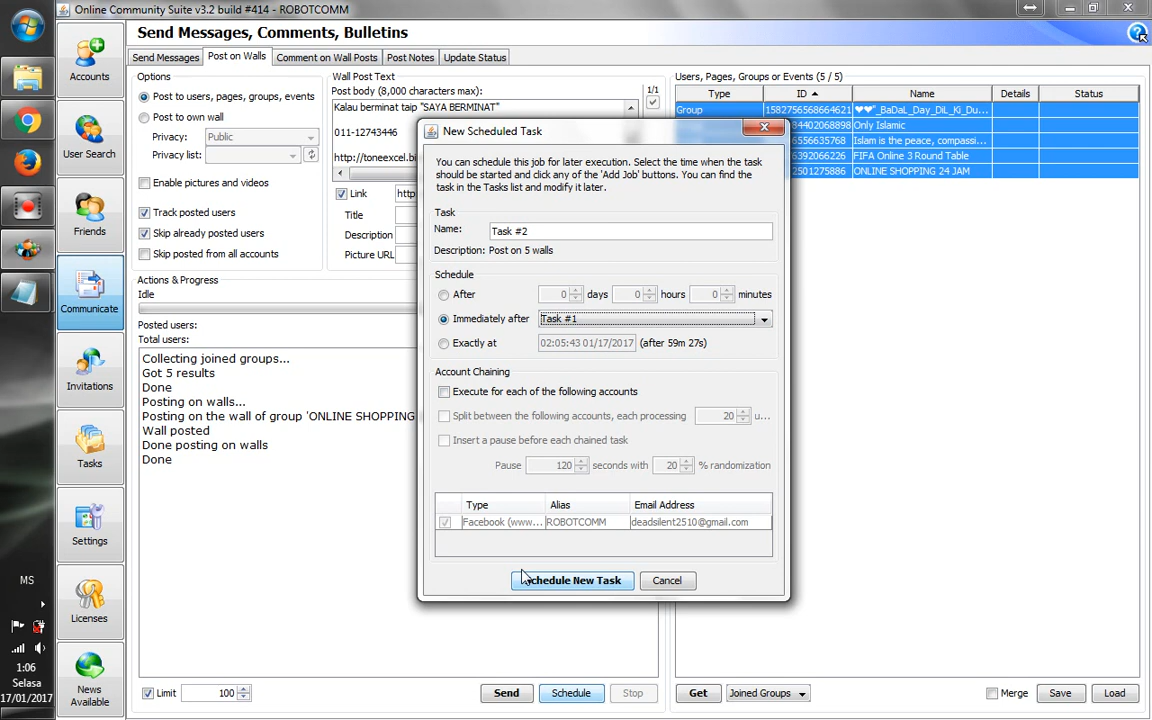 Online Community Suite v3.2 build #414 - ROBOTCOMM
Send Messages, Comments, Bulletins
Send Messages
Post on Walls
Comment on Wall Posts
Post Notes
Update Status
Accounts
User Search
Friends
Communicate
Invitations
Tasks
Settings
Licenses
News
Available
MS
1:06
Selasa
17/01/2017
Options
Post to users, pages, groups, events
Post to own wall
Privacy: Public
Privacy list:
Enable pictures and videos
Track posted users
Skip already posted users
Skip posted from all accounts
Wall Post Text
Post body (8,000 characters max):
1/1
Kalau berminat taip "SAYA BERMINAT"
011-12743446
http://toneexcel.bl
Link http
Title
Description
Picture URL
Actions & Progress
Idle
Posted users:
Total users:
Collecting joined groups...
Got 5 results
Done
Posting on walls...
Posting on the wall of group 'ONLINE SHOPPING
Wall posted
Done posting on walls
Done
Limit 100
Send
Schedule
Stop
Users, Pages, Groups or Events (5 / 5)
Type ID Name Details Status
Group 1582756568664621 ❤❤"_BaDaL_Day_DiL_Ki_Du...
84402068898 Only Islamic
6556635768 Islam is the peace, compassi...
6392066226 FIFA Online 3 Round Table
2501275886 ONLINE SHOPPING 24 JAM
Get
Joined Groups
Merge
Save
Load
New Scheduled Task
You can schedule this job for later execution. Select the time when the task
should be started and click any of the 'Add Job' buttons. You can find the
task in the Tasks list and modify it later.
Task
Name: Task #2
Description: Post on 5 walls
Schedule
After 0 days 0 hours 0 minutes
Immediately after Task #1
Exactly at 02:05:43 01/17/2017 (after 59m 27s)
Account Chaining
Execute for each of the following accounts
Split between the following accounts, each processing 20 u...
Insert a pause before each chained task
Pause 120 seconds with 20 % randomization
Type Alias Email Address
Facebook (www... ROBOTCOMM deadsilent2510@gmail.com
Schedule New Task
Cancel